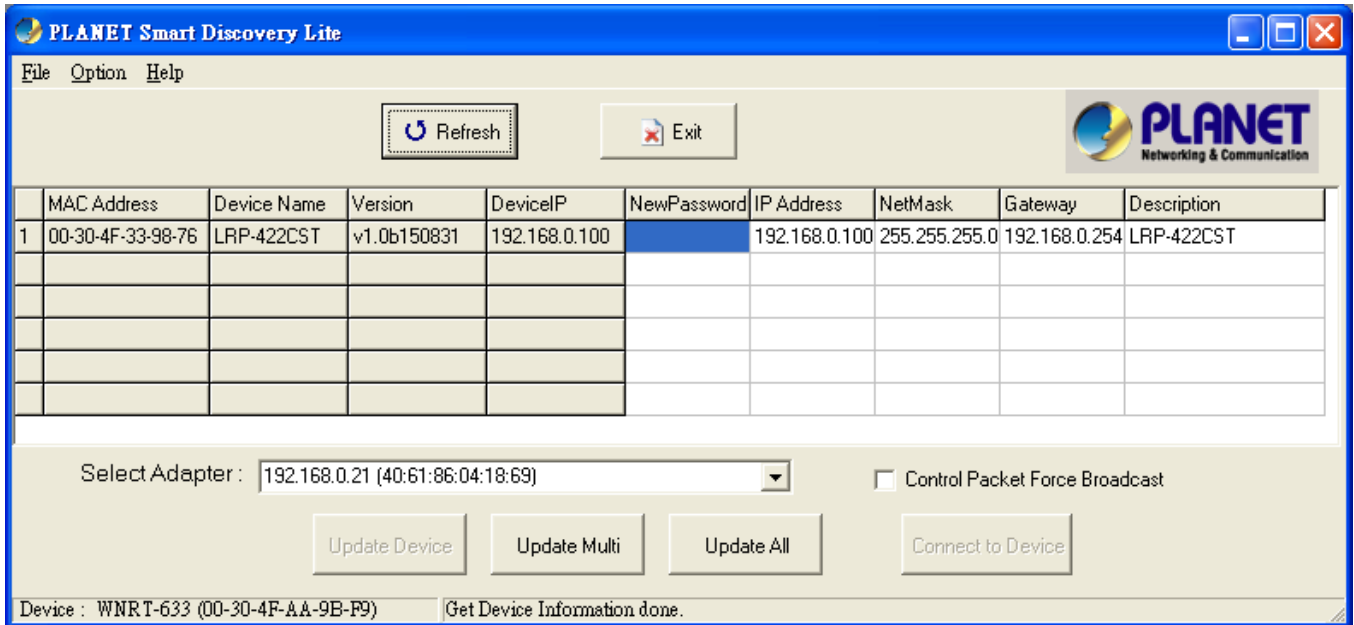 PLANET Smart Discovery Lite
File Option Help
Refresh Exit
PLANET
Networking & Communication
MAC Address Device Name Version DeviceIP NewPassword IP Address NetMask Gateway Description
1 00-30-4F-33-98-76 LRP-422CST v1.0b150831 192.168.0.100 192.168.0.100 255.255.255.0 192.168.0.254 LRP-422CST
Select Adapter : 192.168.0.21 (40:61:86:04:18:69) Control Packet Force Broadcast
Update Device Update Multi Update All Connect to Device
Device : WNRT-633 (00-30-4F-AA-9B-F9) Get Device Information done.